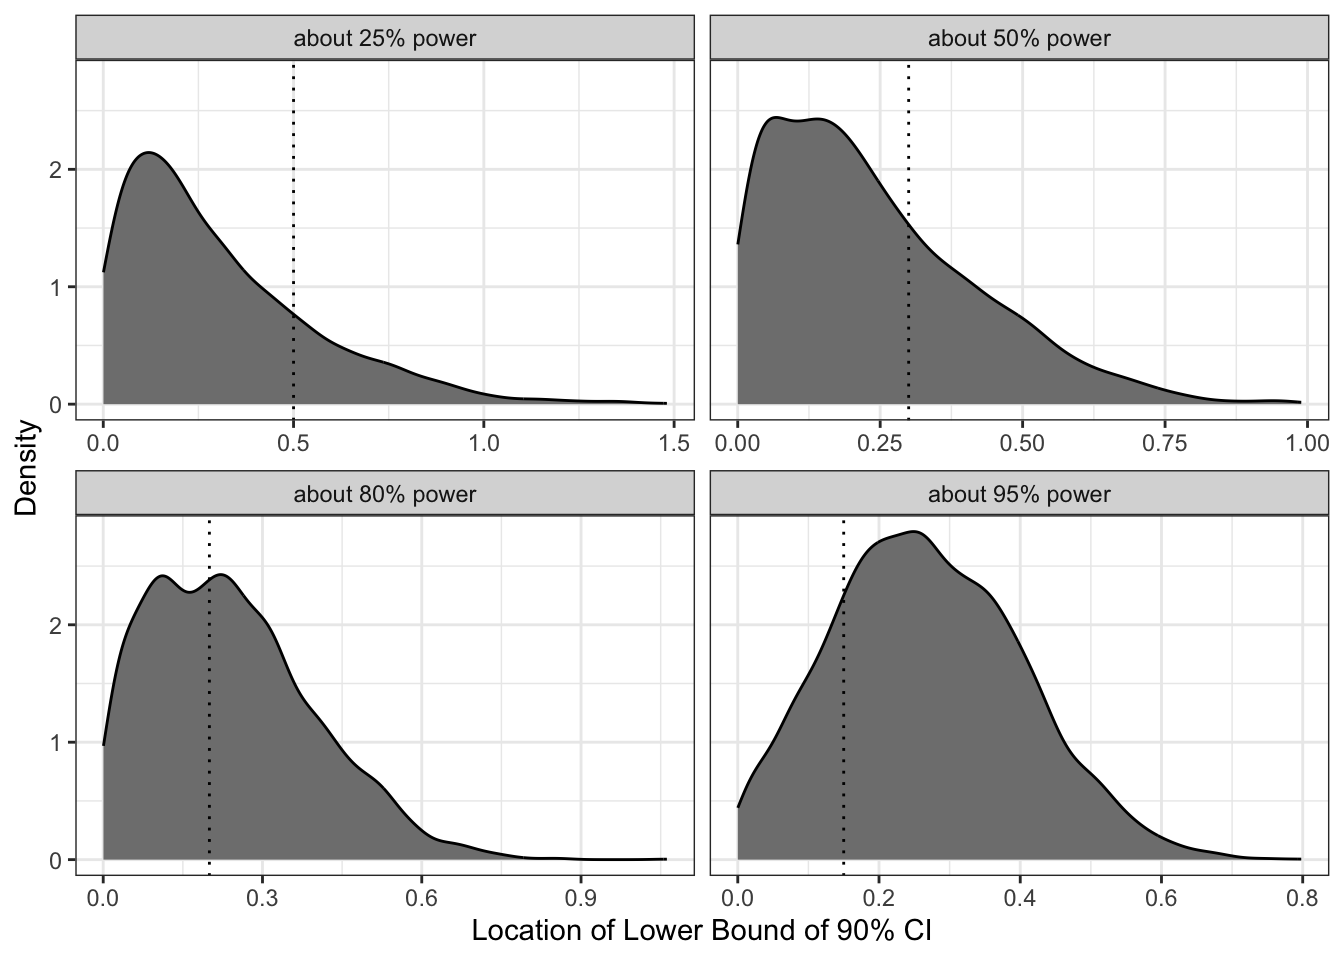 about 25% power
about 50% power
2
1
0
0.0 0.5 1.0 1.5
0.00 0.25 0.50 0.75 1.00
Density
about 80% power
about 95% power
2
1
0
0.0 0.3 0.6 0.9
0.0 0.2 0.4 0.6 0.8
Location of Lower Bound of 90% CI